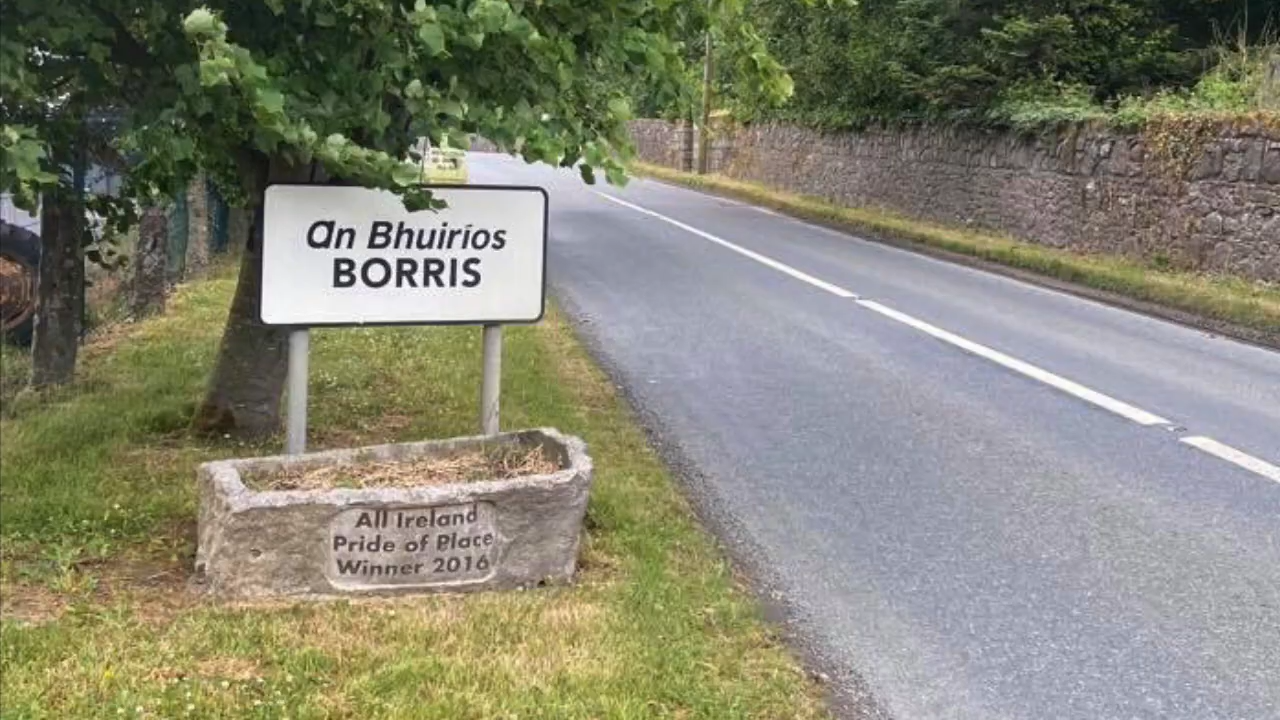 An Bhuiríos
BORRIS
All Ireland
Pride of Place
Winner 2016